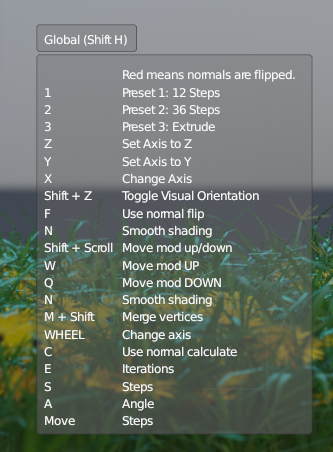 Global (Shift H)
Red means normals are flipped.
1 Preset 1: 12 Steps
2 Preset 2: 36 Steps
3 Preset 3: Extrude
Z Set Axis to Z
Y Set Axis to Y
X Change Axis
Shift + Z Toggle Visual Orientation
F Use normal flip
N Smooth shading
Shift + Scroll Move mod up/down
W Move mod UP
Q Move mod DOWN
N Smooth shading
M + Shift Merge vertices
WHEEL Change axis
C Use normal calculate
E Iterations
S Steps
A Angle
Move Steps